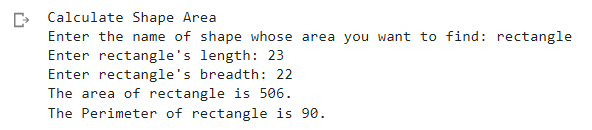 Calculate Shape Area
Enter the name of shape whose area you want to find: rectangle
Enter rectangle's length: 23
Enter rectangle's breadth: 22
The area of rectangle is 506.
The Perimeter of rectangle is 90.